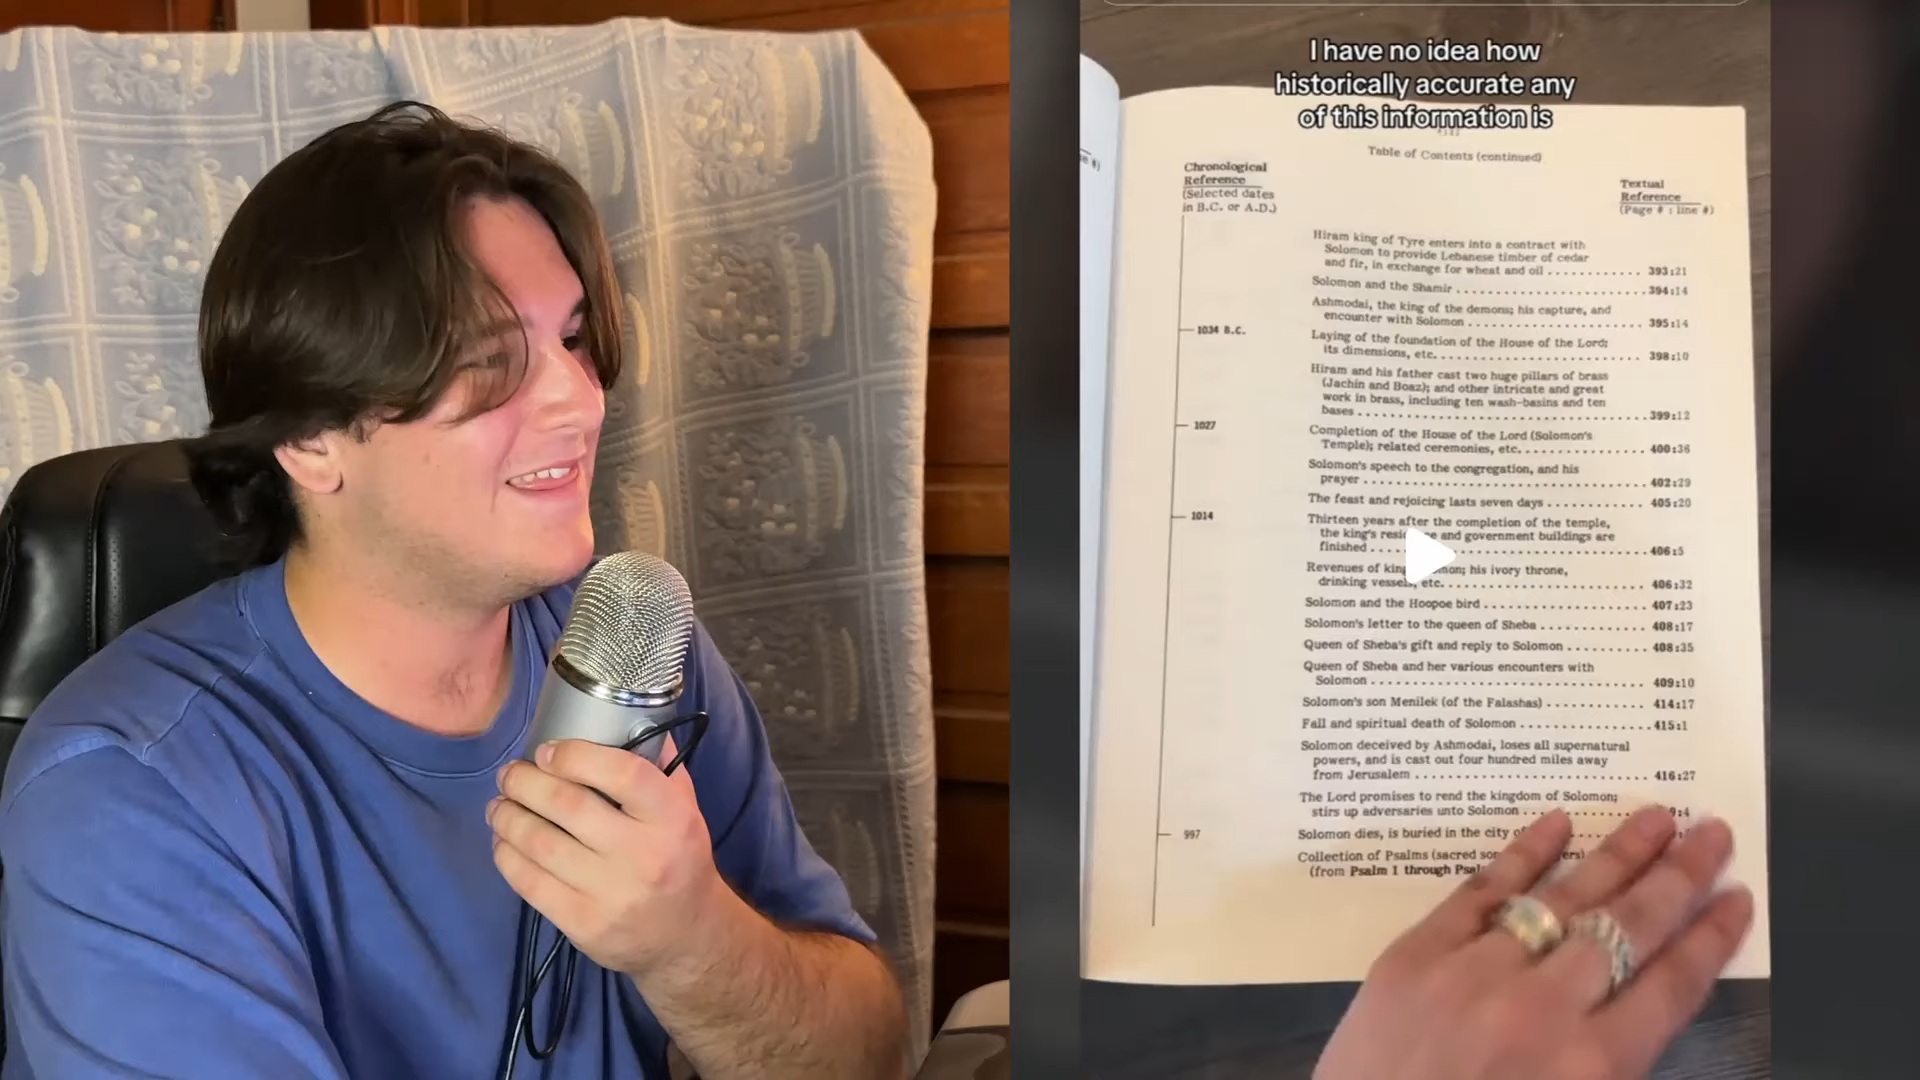 I have no idea how
historically accurate any
of this information is
Table of Contents (continued)
Chronological
Reference
(Selected dates
in B.C. or A.D.)
Textual
Reference
(Page # : line #)
Hiram king of Tyre enters into a contract with
Solomon to provide Lebanese timber of cedar
and fir, in exchange for wheat and oil . . . . . . . . . . . . 393:21
Solomon and the Shamir . . . . . . . . . . . . . . . . . . . . . . . . 394:14
Ashmodai, the king of the demons; his capture, and
encounter with Solomon . . . . . . . . . . . . . . . . . . . . . . . 395:14
1034 B.C.
Laying of the foundation of the House of the Lord;
its dimensions, etc. . . . . . . . . . . . . . . . . . . . . . . . . . . 398:10
Hiram and his father cast two huge pillars of brass
(Jachin and Boaz); and other intricate and great
work in brass, including ten wash-basins and ten
bases . . . . . . . . . . . . . . . . . . . . . . . . . . . . . . . . . . . . 399:12
1027
Completion of the House of the Lord (Solomon's
Temple); related ceremonies, etc. . . . . . . . . . . . . . . . 400:36
Solomon's speech to the congregation, and his
prayer . . . . . . . . . . . . . . . . . . . . . . . . . . . . . . . . . . . 402:29
The feast and rejoicing lasts seven days . . . . . . . . . . . 405:20
1014
Thirteen years after the completion of the temple,
the king's and government buildings are
finished . . . . . . . . . . . . . . . . . . . . . . . . . . . . . . . . . . 406:5
Revenues of his ivory throne,
drinking vessels, etc. . . . . . . . . . . . . . . . . . . . . . . . . 406:32
Solomon and the Hoopoe bird . . . . . . . . . . . . . . . . . . . . 407:23
Solomon's letter to the queen of Sheba . . . . . . . . . . . . . 408:17
Queen of Sheba's gift and reply to Solomon . . . . . . . . . . 408:35
Queen of Sheba and her various encounters with
Solomon . . . . . . . . . . . . . . . . . . . . . . . . . . . . . . . . . . 409:10
Solomon's son Menilek (of the Falashas) . . . . . . . . . . . . 414:17
Fall and spiritual death of Solomon . . . . . . . . . . . . . . . 415:1
Solomon deceived by Ashmodai, loses all supernatural
powers, and is cast out four hundred miles away
from Jerusalem . . . . . . . . . . . . . . . . . . . . . . . . . . . . 416:27
The Lord promises to rend the kingdom of Solomon;
stirs up adversaries unto Solomon . . . . . . . . . . . .
997
Solomon dies, is buried in the city
Collection of Psalms (sacred
(from Psalm 1 through